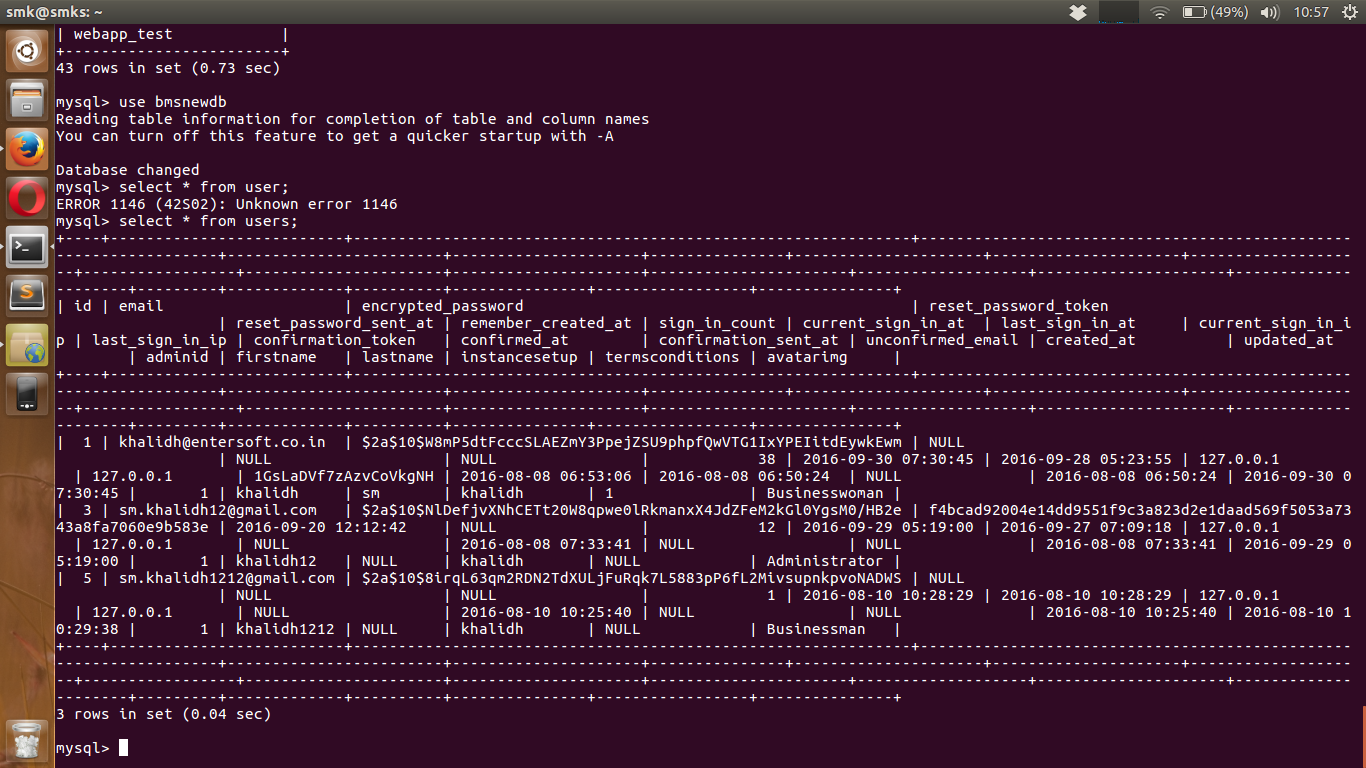 smk@smks: ~
(49%)
10:57
| webapp_test            |
+------------------------+
43 rows in set (0.73 sec)
mysql> use bmsnewdb
Reading table information for completion of table and column names
You can turn off this feature to get a quicker startup with -A
Database changed
mysql> select * from user;
ERROR 1146 (42S02): Unknown error 1146
mysql> select * from users;
| id | email                    | encrypted_password                                           | reset_password_token
| reset_password_sent_at | remember_created_at | sign_in_count | current_sign_in_at  | last_sign_in_at     | current_sign_in_i
p | last_sign_in_ip | confirmation_token   | confirmed_at        | confirmation_sent_at | unconfirmed_email | created_at          | updated_at
| adminid | firstname   | lastname | instancesetup | termsconditions | avatarimg     |
|  1 | khalidh@entersoft.co.in  | $2a$10$W8mP5dtFcccSLAEZmY3PpejZSU9phpfQwVTG1IxYPEIitdEywkEwm | NULL
| NULL                   | NULL                |            38 | 2016-09-30 07:30:45 | 2016-09-28 05:23:55 | 127.0.0.1
| 127.0.0.1       | 1GsLaDVf7zAzvCoVkgNH | 2016-08-08 06:53:06 | 2016-08-08 06:50:24  | NULL              | 2016-08-08 06:50:24 | 2016-09-30 0
7:30:45 |       1 | khalidh     | sm       | khalidh       | 1               | Businesswoman |
|  3 | sm.khalidh12@gmail.com   | $2a$10$NlDefjvXNhCETt20W8qpwe0lRkmanxX4JdZFeM2kGl0YgsM0/HB2e | f4bcad92004e14dd9551f9c3a823d2e1daad569f5053a73
43a8fa7060e9b583e | 2016-09-20 12:12:42    | NULL                |            12 | 2016-09-29 05:19:00 | 2016-09-27 07:09:18 | 127.0.0.1
| 127.0.0.1       | NULL                 | 2016-08-08 07:33:41 | NULL                 | NULL              | 2016-08-08 07:33:41 | 2016-09-29 0
5:19:00 |       1 | khalidh12   | NULL     | khalidh       | NULL            | Administrator |
|  5 | sm.khalidh1212@gmail.com | $2a$10$8irqL63qm2RDN2TdXULjFuRqk7L5883pP6fL2MivsupnkpvoNADWS | NULL
| NULL                   | NULL                |             1 | 2016-08-10 10:28:29 | 2016-08-10 10:28:29 | 127.0.0.1
| 127.0.0.1       | NULL                 | 2016-08-10 10:25:40 | NULL                 | NULL              | 2016-08-10 10:25:40 | 2016-08-10 1
0:29:38 |       1 | khalidh1212 | NULL     | khalidh       | NULL            | Businessman   |
3 rows in set (0.04 sec)
mysql>